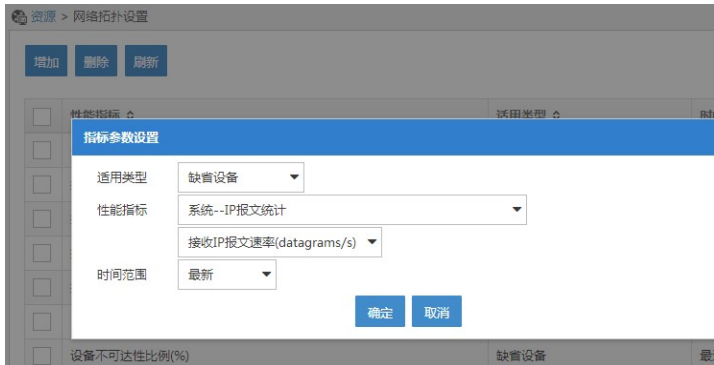 资源 > 网络拓扑设置
增加 删除 刷新
性能指标 适用类型
指标参数设置
适用类型 缺省设备
性能指标 系统--IP报文统计
接收IP报文速率(datagrams/s)
时间范围 最新
确定 取消
设备不可达性比例(%) 缺省设备